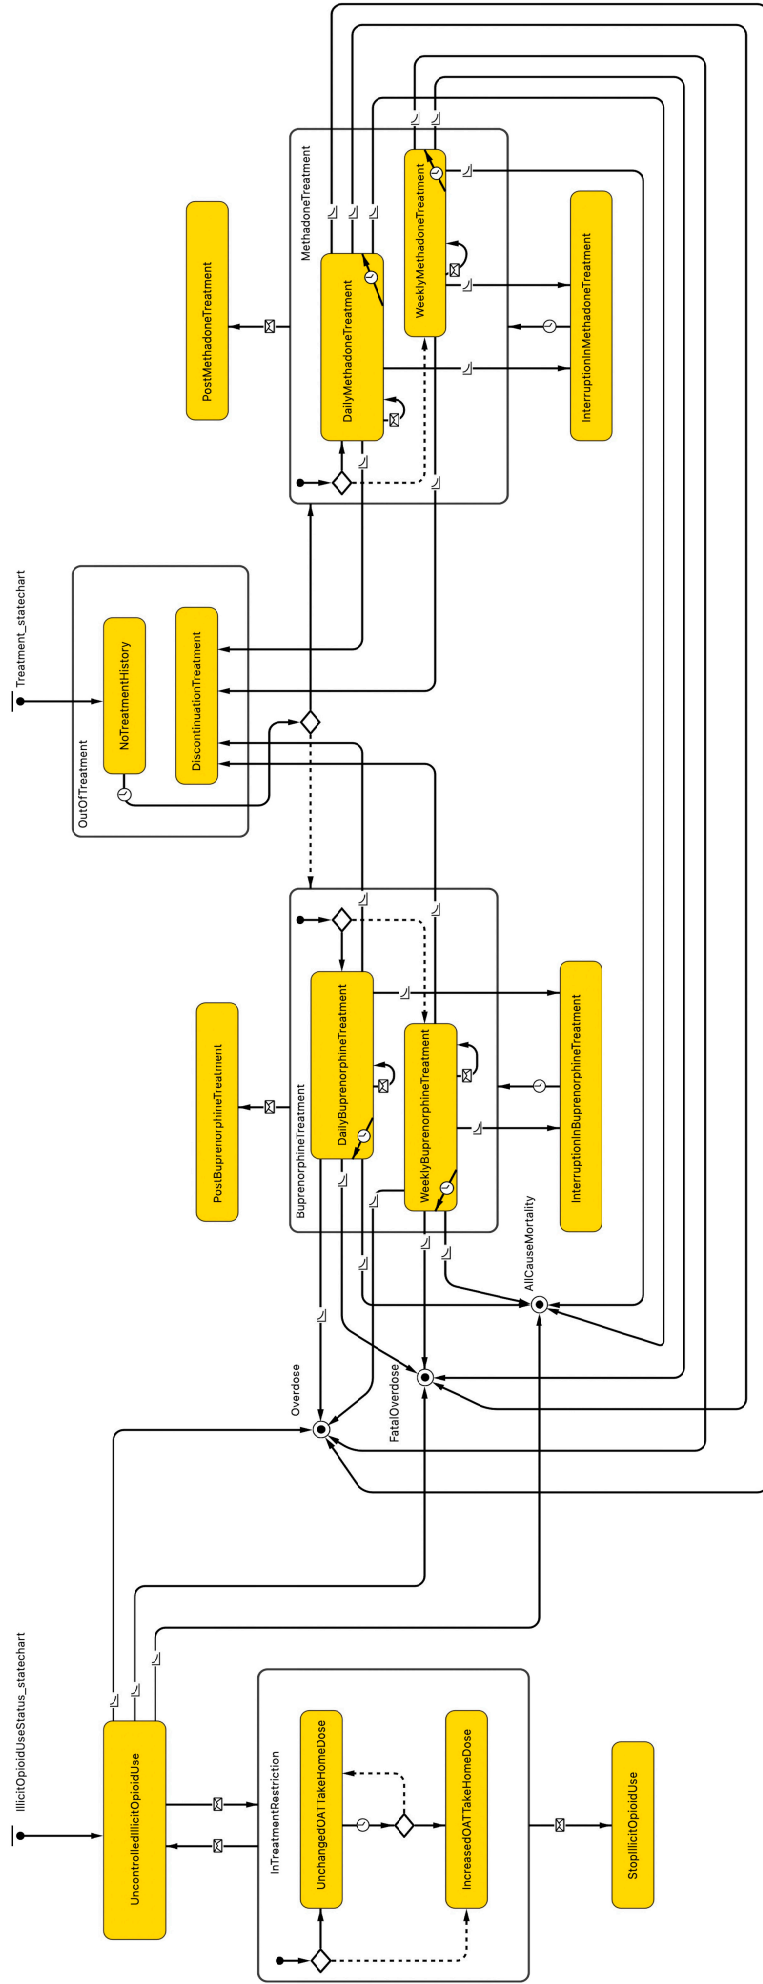 IllicitOpioidUseStatus_statechart
UncontrolledIllicitOpioidUse
InTreatmentRestriction
UnchangedOATTakeHomeDose
IncreasedOATTakeHomeDose
StopIllicitOpioidUse
Overdose
FatalOverdose
AllCauseMortality
PostBuprenorphineTreatment
BuprenorphineTreatment
DailyBuprenorphineTreatment
WeeklyBuprenorphineTreatment
InterruptionInBuprenorphineTreatment
Treatment_statechart
OutOfTreatment
NoTreatmentHistory
DiscontinuationTreatment
PostMethadoneTreatment
MethadoneTreatment
DailyMethadoneTreatment
WeeklyMethadoneTreatment
InterruptionInMethadoneTreatment